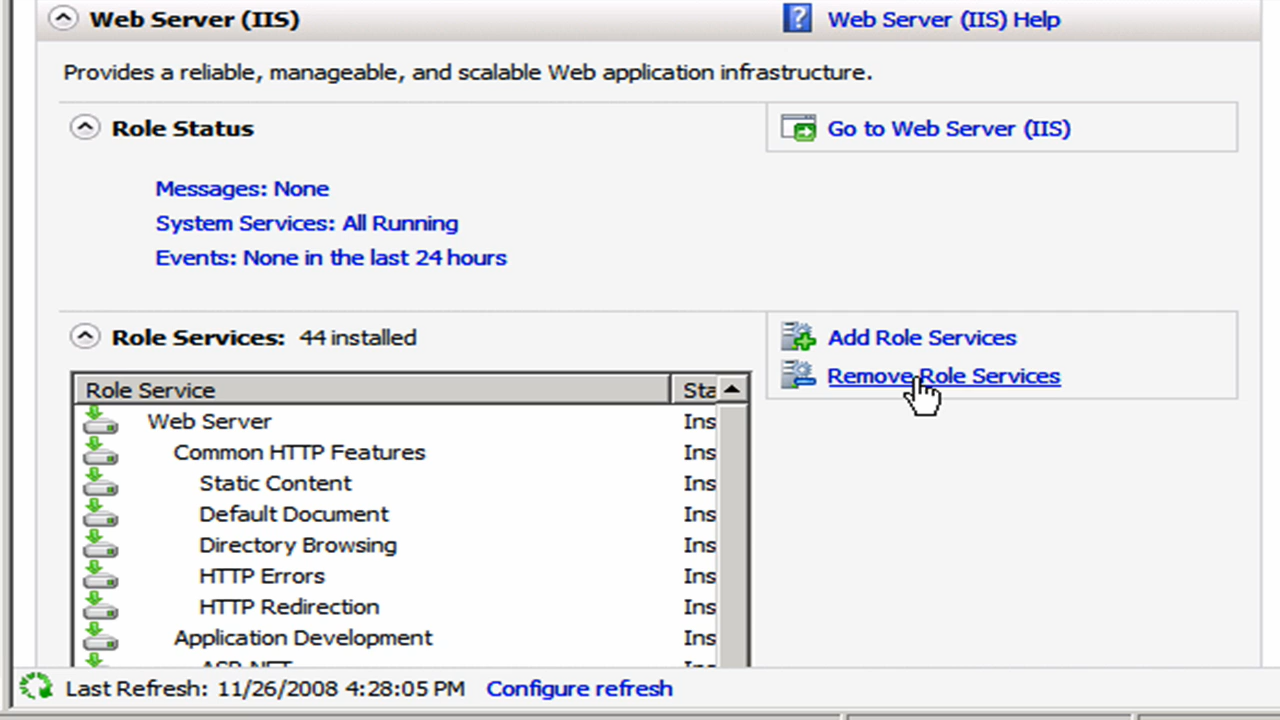 Web Server (IIS)
Web Server (IIS) Help
Provides a reliable, manageable, and scalable Web application infrastructure.
Role Status
Go to Web Server (IIS)
Messages: None
System Services: All Running
Events: None in the last 24 hours
Role Services: 44 installed
Add Role Services
Remove Role Services
Role Service Sta
Web Server Ins
Common HTTP Features Ins
Static Content Ins
Default Document Ins
Directory Browsing Ins
HTTP Errors Ins
HTTP Redirection Ins
Application Development Ins
ASP.NET
Last Refresh: 11/26/2008 4:28:05 PM Configure refresh